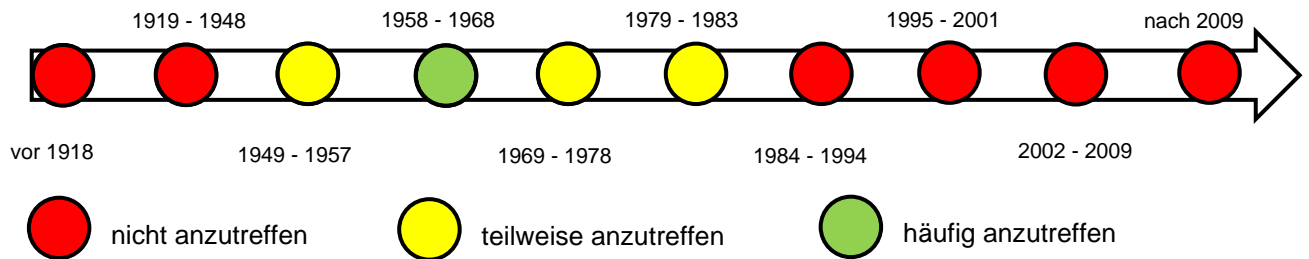 1919 - 1948 1958 - 1968 1979 - 1983 1995 - 2001 nach 2009
vor 1918 1949 - 1957 1969 - 1978 1984 - 1994 2002 - 2009
nicht anzutreffen teilweise anzutreffen häufig anzutreffen